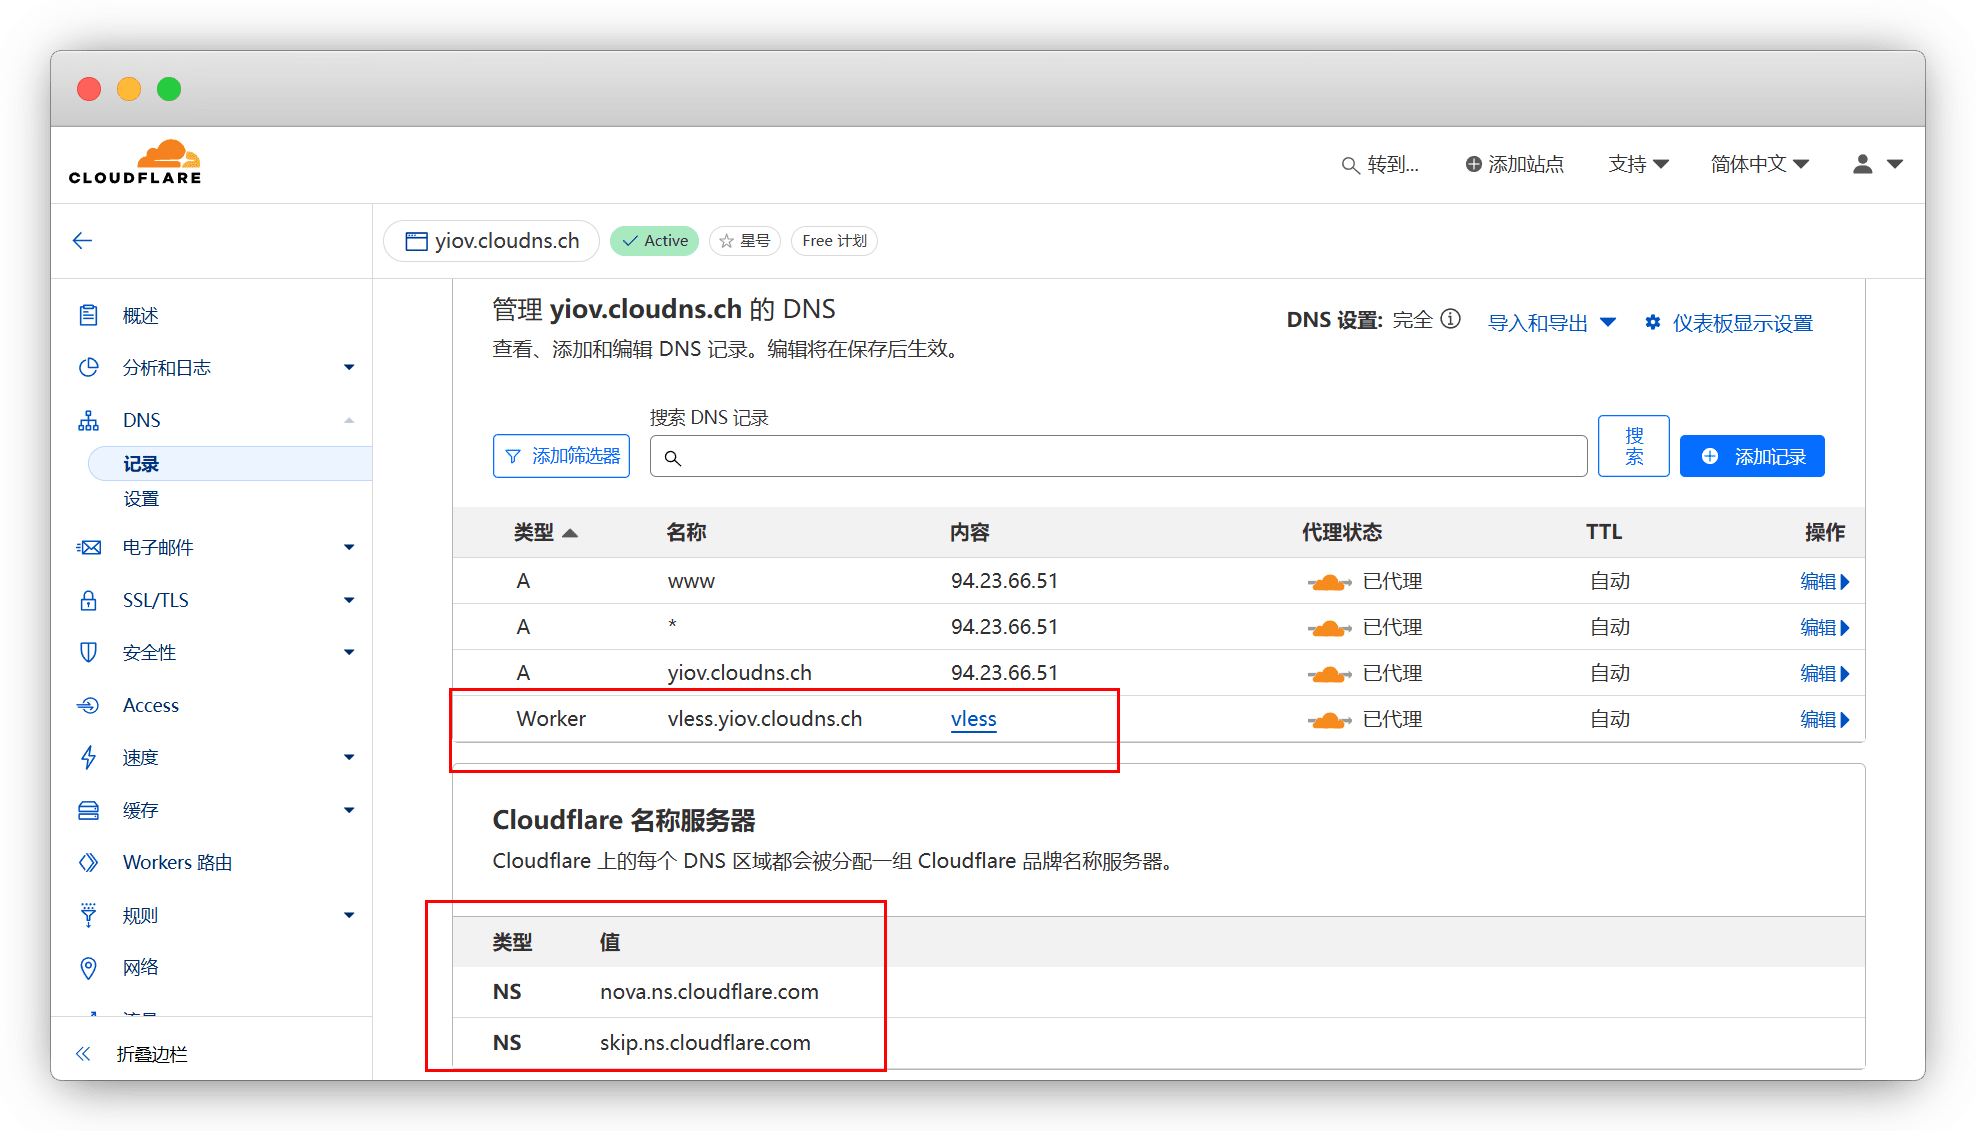 CLOUDFLARE
转到...
添加站点
支持
简体中文
yiov.cloudns.ch
Active
星号
Free 计划
概述
分析和日志
DNS
记录
设置
电子邮件
SSL/TLS
安全性
Access
速度
缓存
Workers 路由
规则
网络
折叠边栏
管理 yiov.cloudns.ch 的 DNS
查看、添加和编辑 DNS 记录。编辑将在保存后生效。
DNS 设置: 完全
导入和导出
仪表板显示设置
搜索 DNS 记录
添加筛选器
搜索
添加记录
类型 名称 内容 代理状态 TTL 操作
A www 94.23.66.51 已代理 自动 编辑
A * 94.23.66.51 已代理 自动 编辑
A yiov.cloudns.ch 94.23.66.51 已代理 自动 编辑
Worker vless.yiov.cloudns.ch vless 已代理 自动 编辑
Cloudflare 名称服务器
Cloudflare 上的每个 DNS 区域都会被分配一组 Cloudflare 品牌名称服务器。
类型 值
NS nova.ns.cloudflare.com
NS skip.ns.cloudflare.com